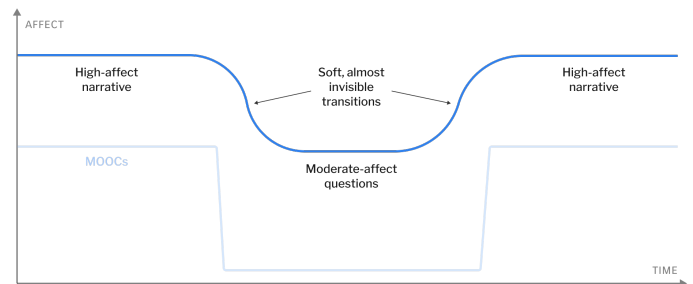 AFFECT
High-affect
narrative
Soft, almost
invisible
transitions
High-affect
narrative
MOOCs
Moderate-affect
questions
TIME